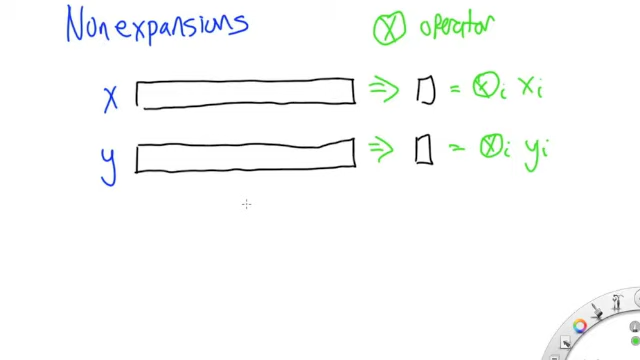 Nonexpansions ⊗ operator
x ⇒ = ⊗i xi
y ⇒ = ⊗i yi